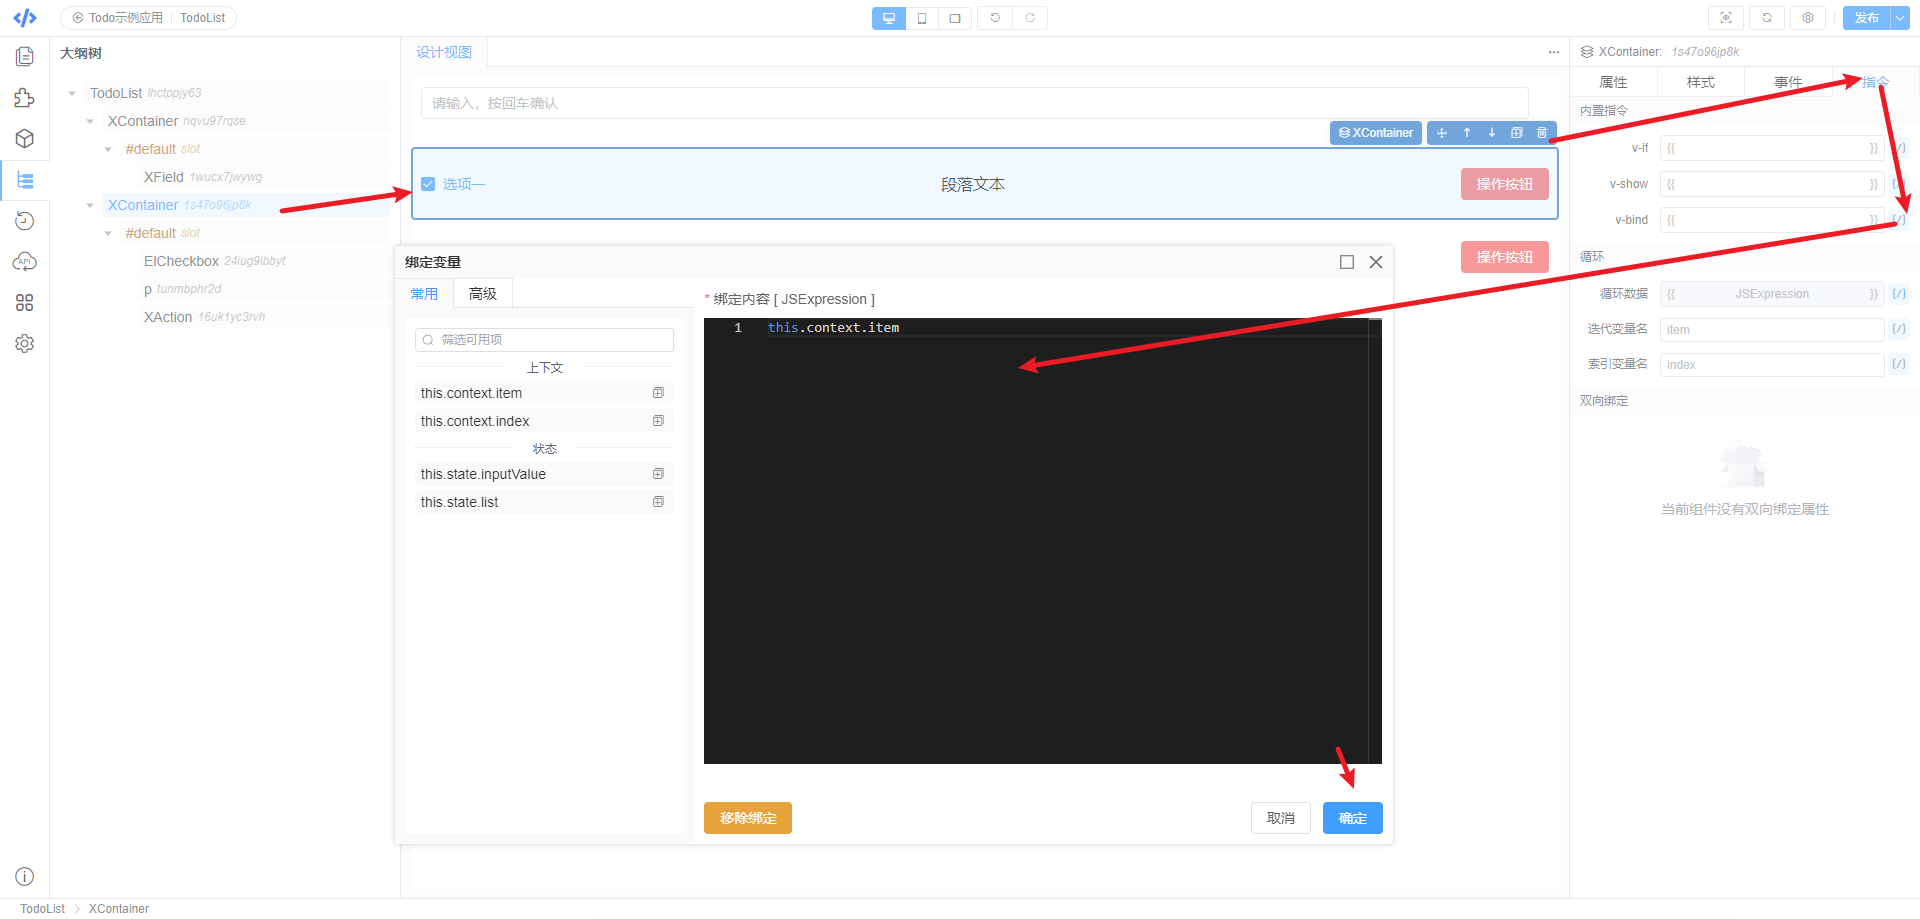 Todo示例应用 TodoList
发布
大纲树
TodoList lhctppjy63
XContainer nqvu97rqse
#default slot
XField 1wucx7jwywg
XContainer 1s47o96jp8k
#default slot
ElCheckbox 24iug9ibbyt
p tunmbphr2d
XAction 16uk1yc3rvh
设计视图
...
请输入，按回车确认
XContainer
选项一
段落文本
操作按钮
操作按钮
绑定变量
常用 高级
筛选可用项
上下文
this.context.item
this.context.index
状态
this.state.inputValue
this.state.list
* 绑定内容 [ JSExpression ]
1 this.context.item
移除绑定
取消 确定
XContainer: 1s47o96jp8k
属性 样式 事件 指令
内置指令
v-if {{ }}
v-show {{ }}
v-bind {{ }} {/}
循环
循环数据 {{ JSExpression }} {/}
迭代变量名 item {/}
索引变量名 index {/}
双向绑定
当前组件没有双向绑定属性
API
TodoList > XContainer